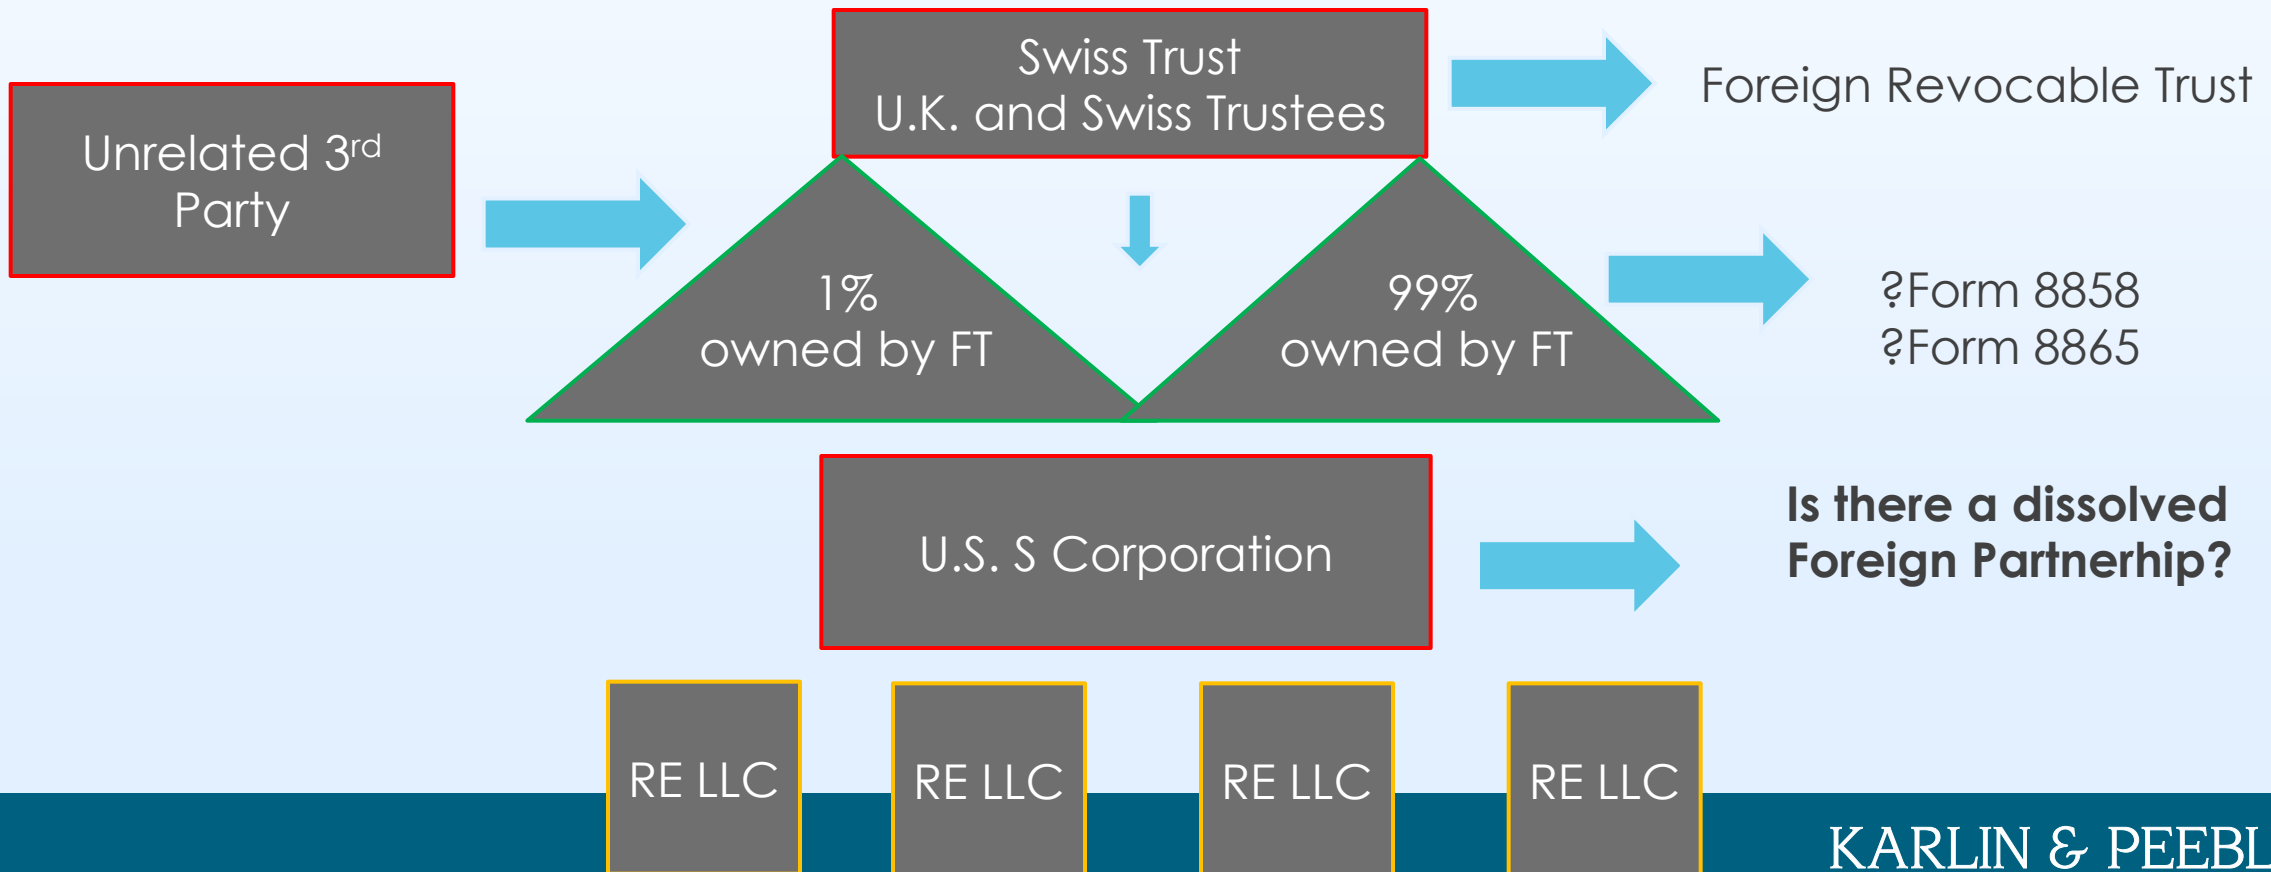 Swiss Trust
U.K. and Swiss Trustees
Foreign Revocable Trust
Unrelated 3rd
Party
1%
owned by FT
99%
owned by FT
?Form 8858
?Form 8865
U.S. S Corporation
Is there a dissolved
Foreign Partnerhip?
RE LLC
RE LLC
RE LLC
RE LLC
KARLIN & PEEBL